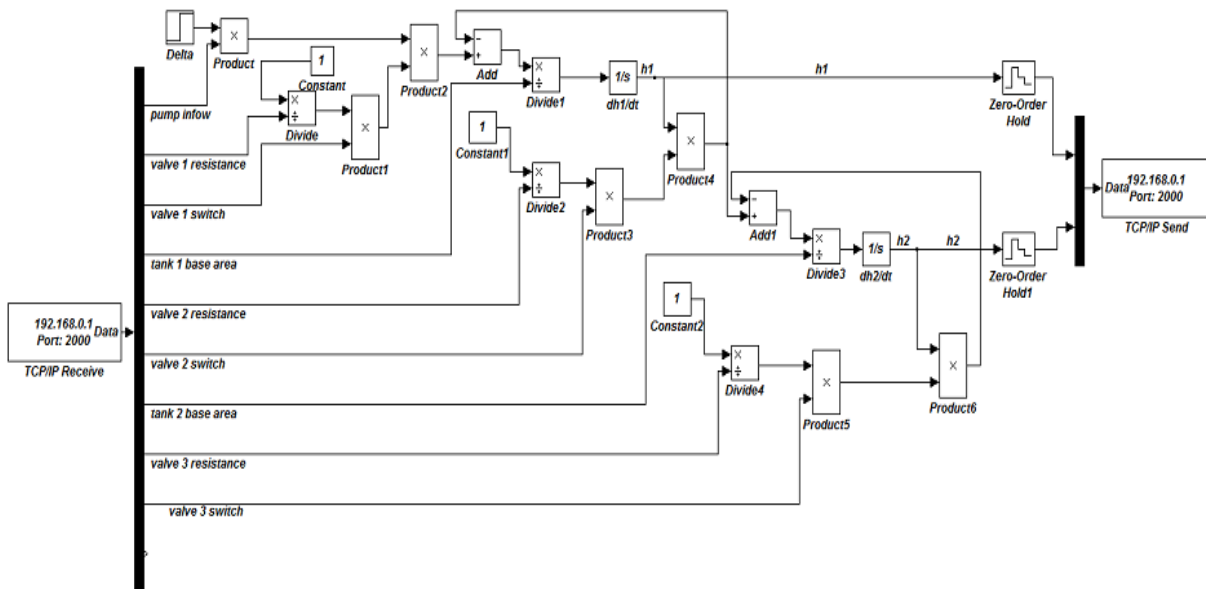 Delta
Product
1
Constant
Product2
Add
Divide1
1/s
dh1/dt
h1
h1
Zero-Order
Hold
pump infow
Divide
Product1
1
Constant1
Product4
valve 1 resistance
Divide2
Product3
192.168.0.1
Data
Port: 2000
TCP/IP Send
valve 1 switch
Add1
Divide3
1/s
dh2/dt
h2
h2
Zero-Order
Hold1
tank 1 base area
valve 2 resistance
1
Constant2
192.168.0.1
Data
Port: 2000
TCP/IP Receive
valve 2 switch
Divide4
Product5
Product6
tank 2 base area
valve 3 resistance
valve 3 switch